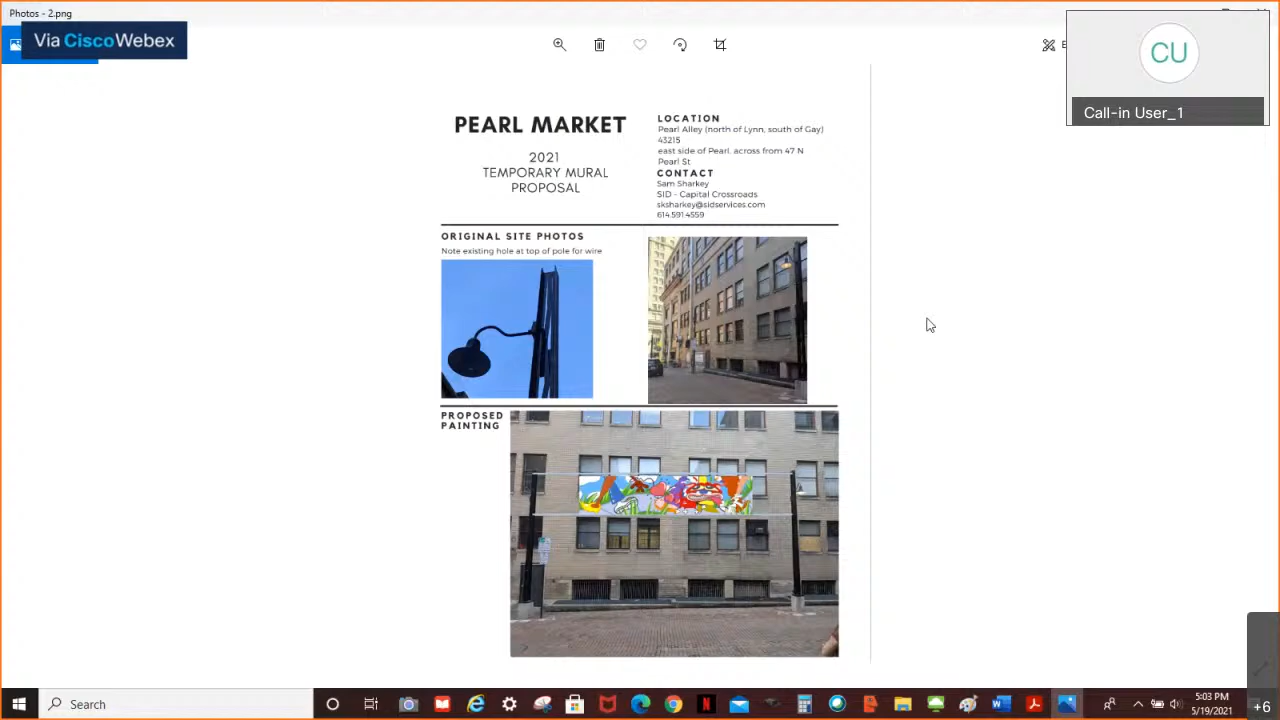 Photos - 2.png
Via Cisco Webex
CU
Call-in User_1
PEARL MARKET
2021
TEMPORARY MURAL
PROPOSAL
LOCATION
Pearl Alley (north of Lynn, south of Gay)
43215
east side of Pearl. across from 47 N
Pearl St
CONTACT
Sam Sharkey
SID - Capital Crossroads
sksharkey@sidservices.com
614.591.4559
ORIGINAL SITE PHOTOS
Note existing hole at top of pole for wire
PROPOSED
PAINTING
Search
5:03 PM
5/19/2021
+6